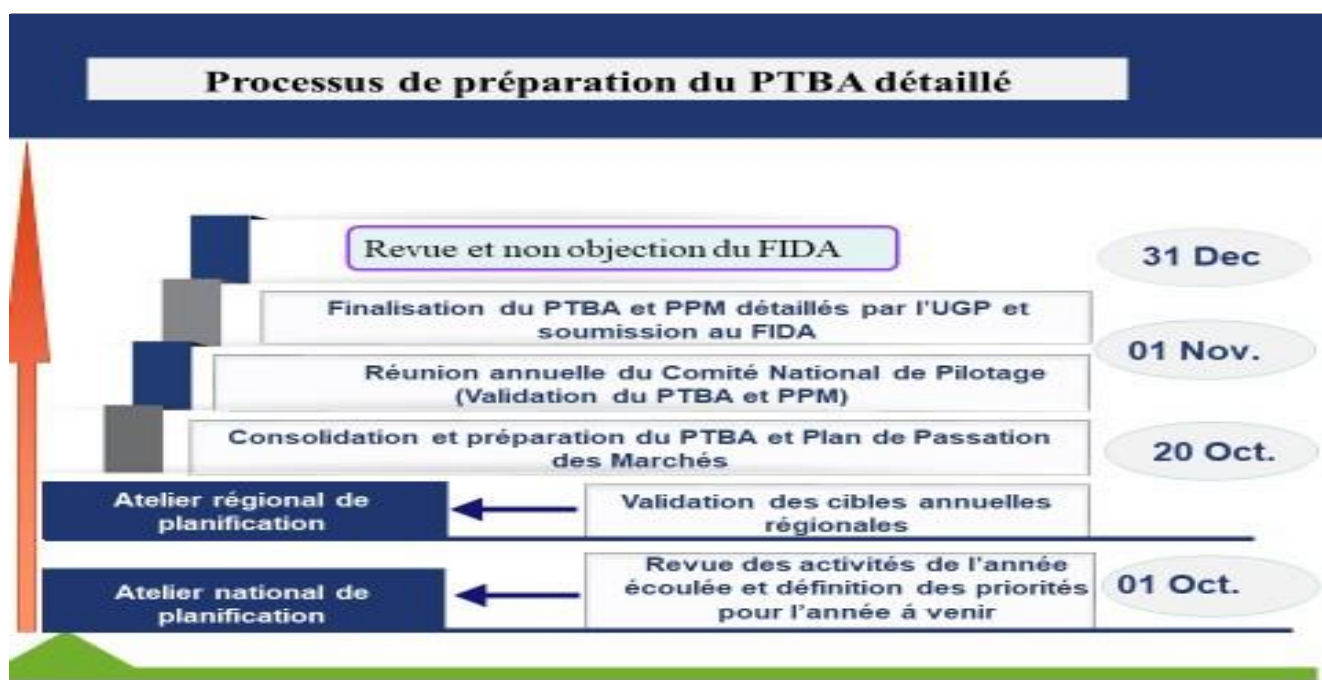 Processus de préparation du PTBA détaillé
Revue et non objection du FIDA
31 Dec
Finalisation du PTBA et PPM détaillés par l'UGP et
soumission au FIDA
01 Nov.
Réunion annuelle du Comité National de Pilotage
(Validation du PTBA et PPM)
Consolidation et préparation du PTBA et Plan de Passation
des Marchés
20 Oct.
Atelier régional de
planification
Validation des cibles annuelles
régionales
Atelier national de
planification
Revue des activités de l'année
écoulée et définition des priorités
pour l'année á venir
01 Oct.